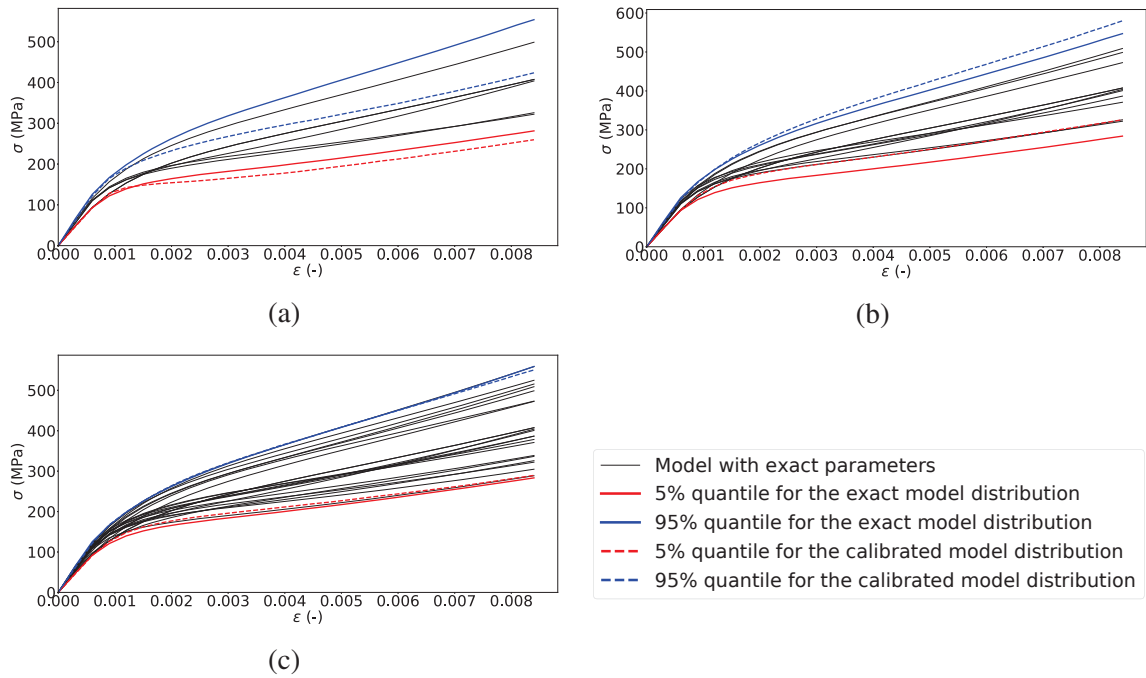 500
400
300
200
100
0
σ (MPa)
0.000 0.001 0.002 0.003 0.004 0.005 0.006 0.007 0.008
ε (-)
(a)
600
500
400
300
200
100
0
σ (MPa)
0.000 0.001 0.002 0.003 0.004 0.005 0.006 0.007 0.008
ε (-)
(b)
500
400
300
200
100
0
σ (MPa)
0.000 0.001 0.002 0.003 0.004 0.005 0.006 0.007 0.008
ε (-)
(c)
Model with exact parameters
5% quantile for the exact model distribution
95% quantile for the exact model distribution
5% quantile for the calibrated model distribution
95% quantile for the calibrated model distribution